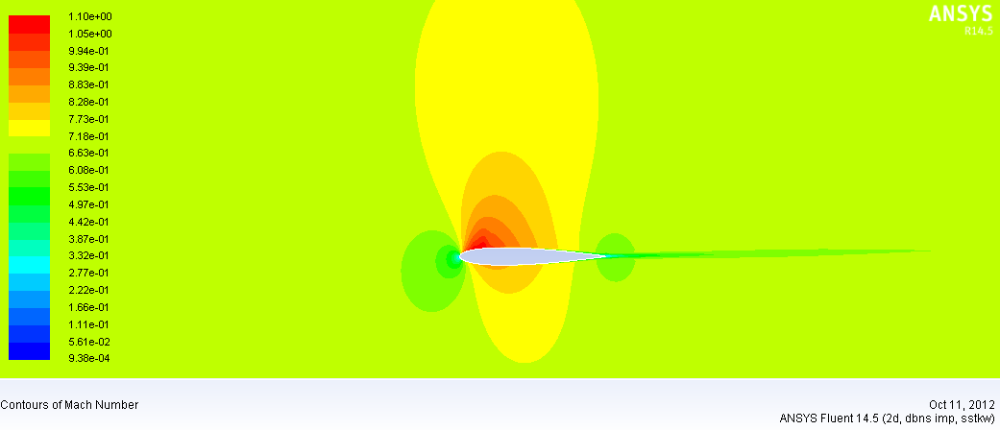 1.10e+00
1.05e+00
9.94e-01
9.39e-01
8.83e-01
8.28e-01
7.73e-01
7.18e-01
6.63e-01
6.08e-01
5.53e-01
4.97e-01
4.42e-01
3.87e-01
3.32e-01
2.77e-01
2.22e-01
1.66e-01
1.11e-01
5.61e-02
9.38e-04
ANSYS
R14.5
Contours of Mach Number
Oct 11, 2012
ANSYS Fluent 14.5 (2d, dbns imp, sstkw)